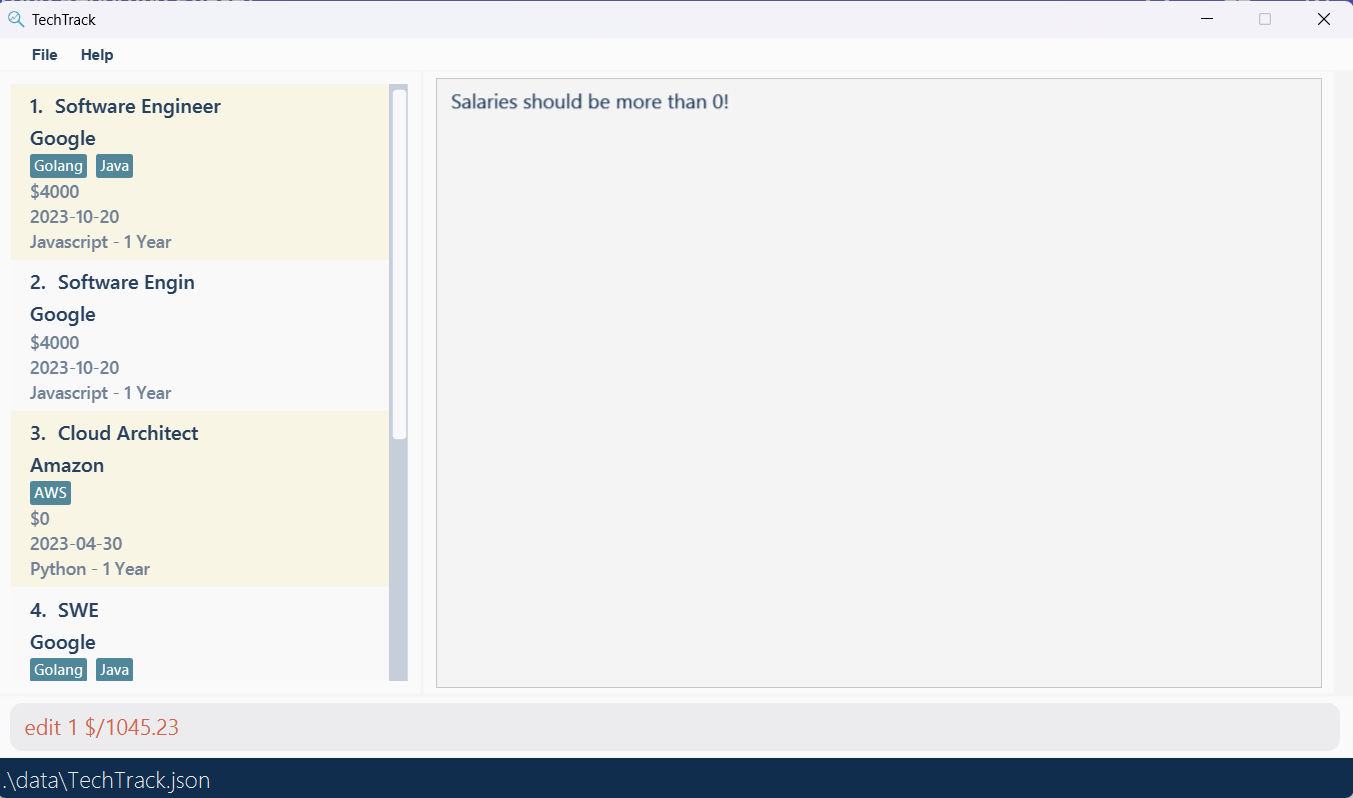 TechTrack
File Help
1. Software Engineer
Google
Golang Java
$4000
2023-10-20
Javascript - 1 Year
2. Software Engin
Google
$4000
2023-10-20
Javascript - 1 Year
3. Cloud Architect
Amazon
AWS
$0
2023-04-30
Python - 1 Year
4. SWE
Google
Golang Java
Salaries should be more than 0!
edit 1 $/1045.23
.\data\TechTrack.json